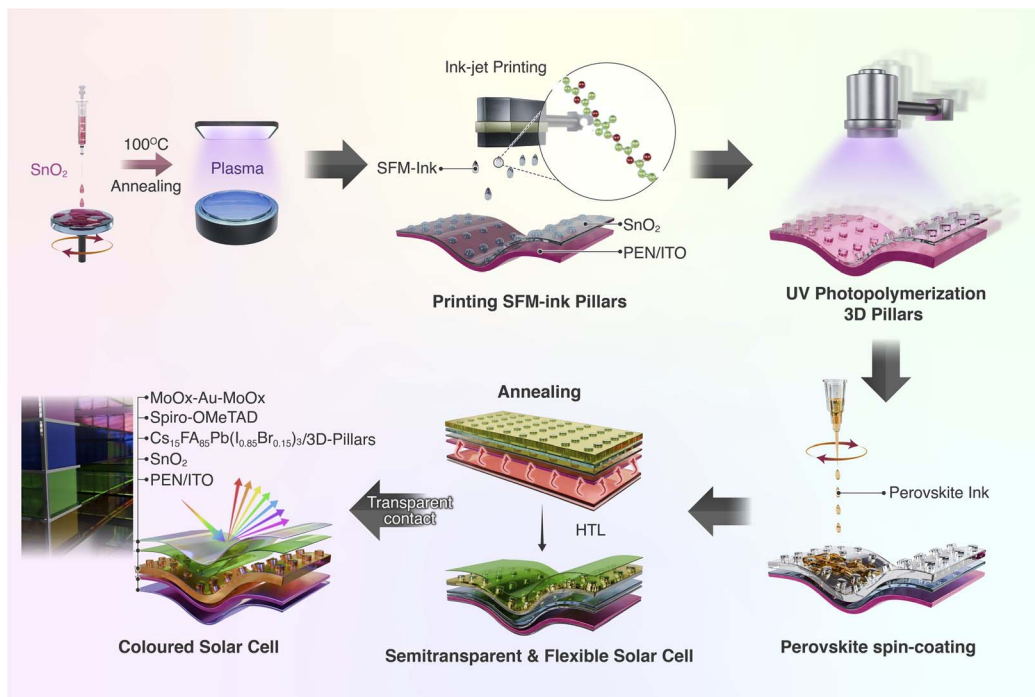 SnO₂
100⁰C
Annealing
Plasma
Ink-jet Printing
SFM-Ink
SnO₂
PEN/ITO
Printing SFM-ink Pillars
UV Photopolymerization
3D Pillars
Perovskite Ink
Perovskite spin-coating
Annealing
HTL
Semitransparent & Flexible Solar Cell
Transparent
contact
MoOx-Au-MoOx
Spiro-OMeTAD
Cs₁₅FA₈₅Pb(I₀.₈₅Br₀.₁₅)₃/3D-Pillars
SnO₂
PEN/ITO
Coloured Solar Cell